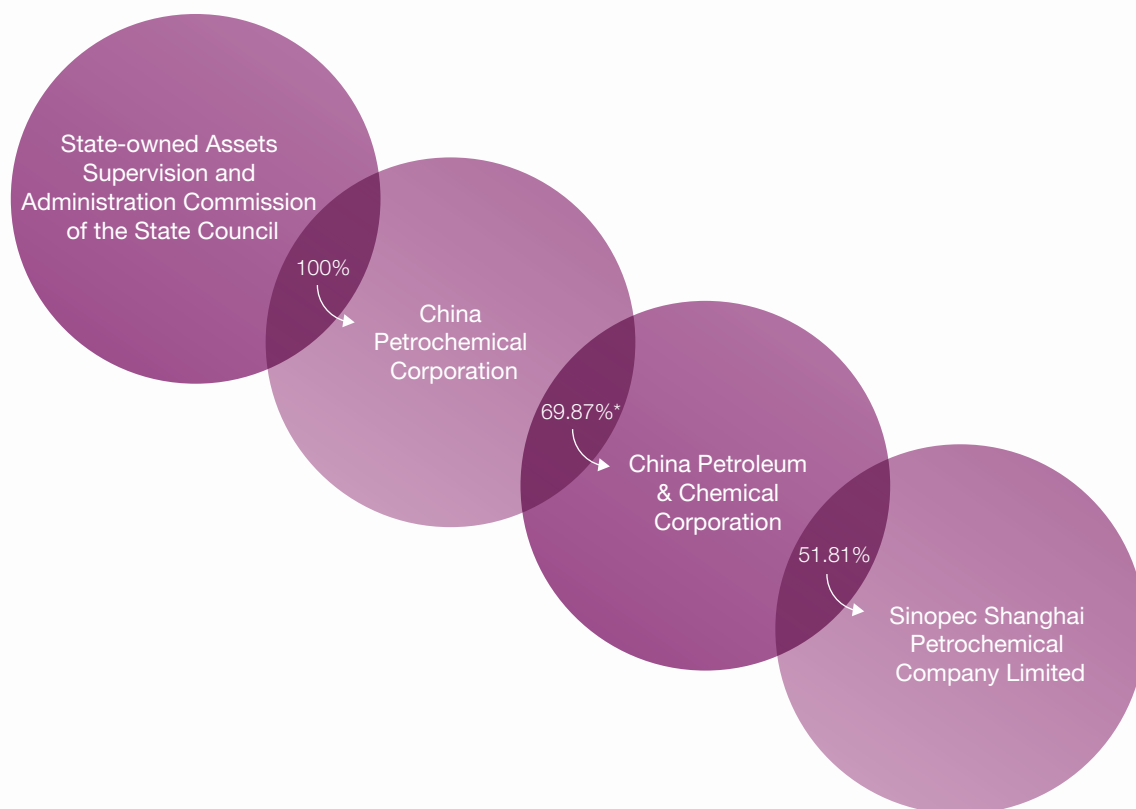 State-owned Assets
Supervision and
Administration Commission
of the State Council
100%
China
Petrochemical
Corporation
69.87%*
China Petroleum
& Chemical
Corporation
51.81%
Sinopec Shanghai
Petrochemical
Company Limited